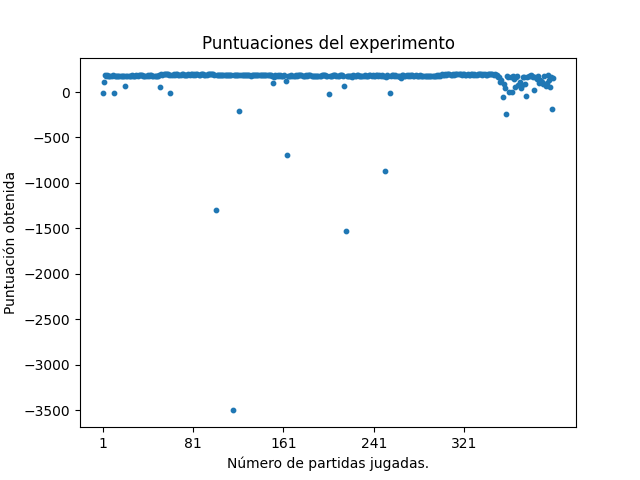 Puntuaciones del experimento
Puntuación obtenida
0
−500
−1000
−1500
−2000
−2500
−3000
−3500
1 81 161 241 321
Número de partidas jugadas.